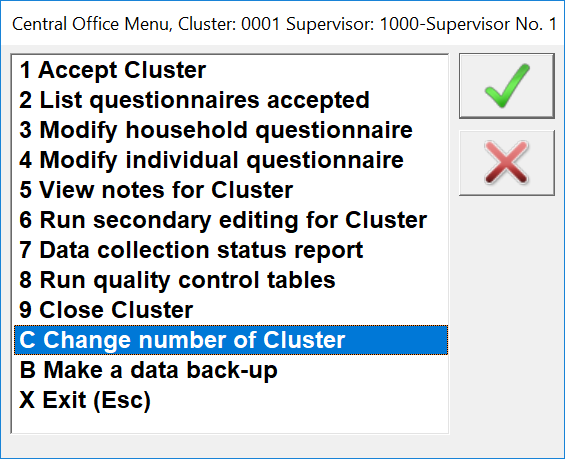 Central Office Menu, Cluster: 0001 Supervisor: 1000-Supervisor No. 1
1 Accept Cluster
2 List questionnaires accepted
3 Modify household questionnaire
4 Modify individual questionnaire
5 View notes for Cluster
6 Run secondary editing for Cluster
7 Data collection status report
8 Run quality control tables
9 Close Cluster
C Change number of Cluster
B Make a data back-up
X Exit (Esc)